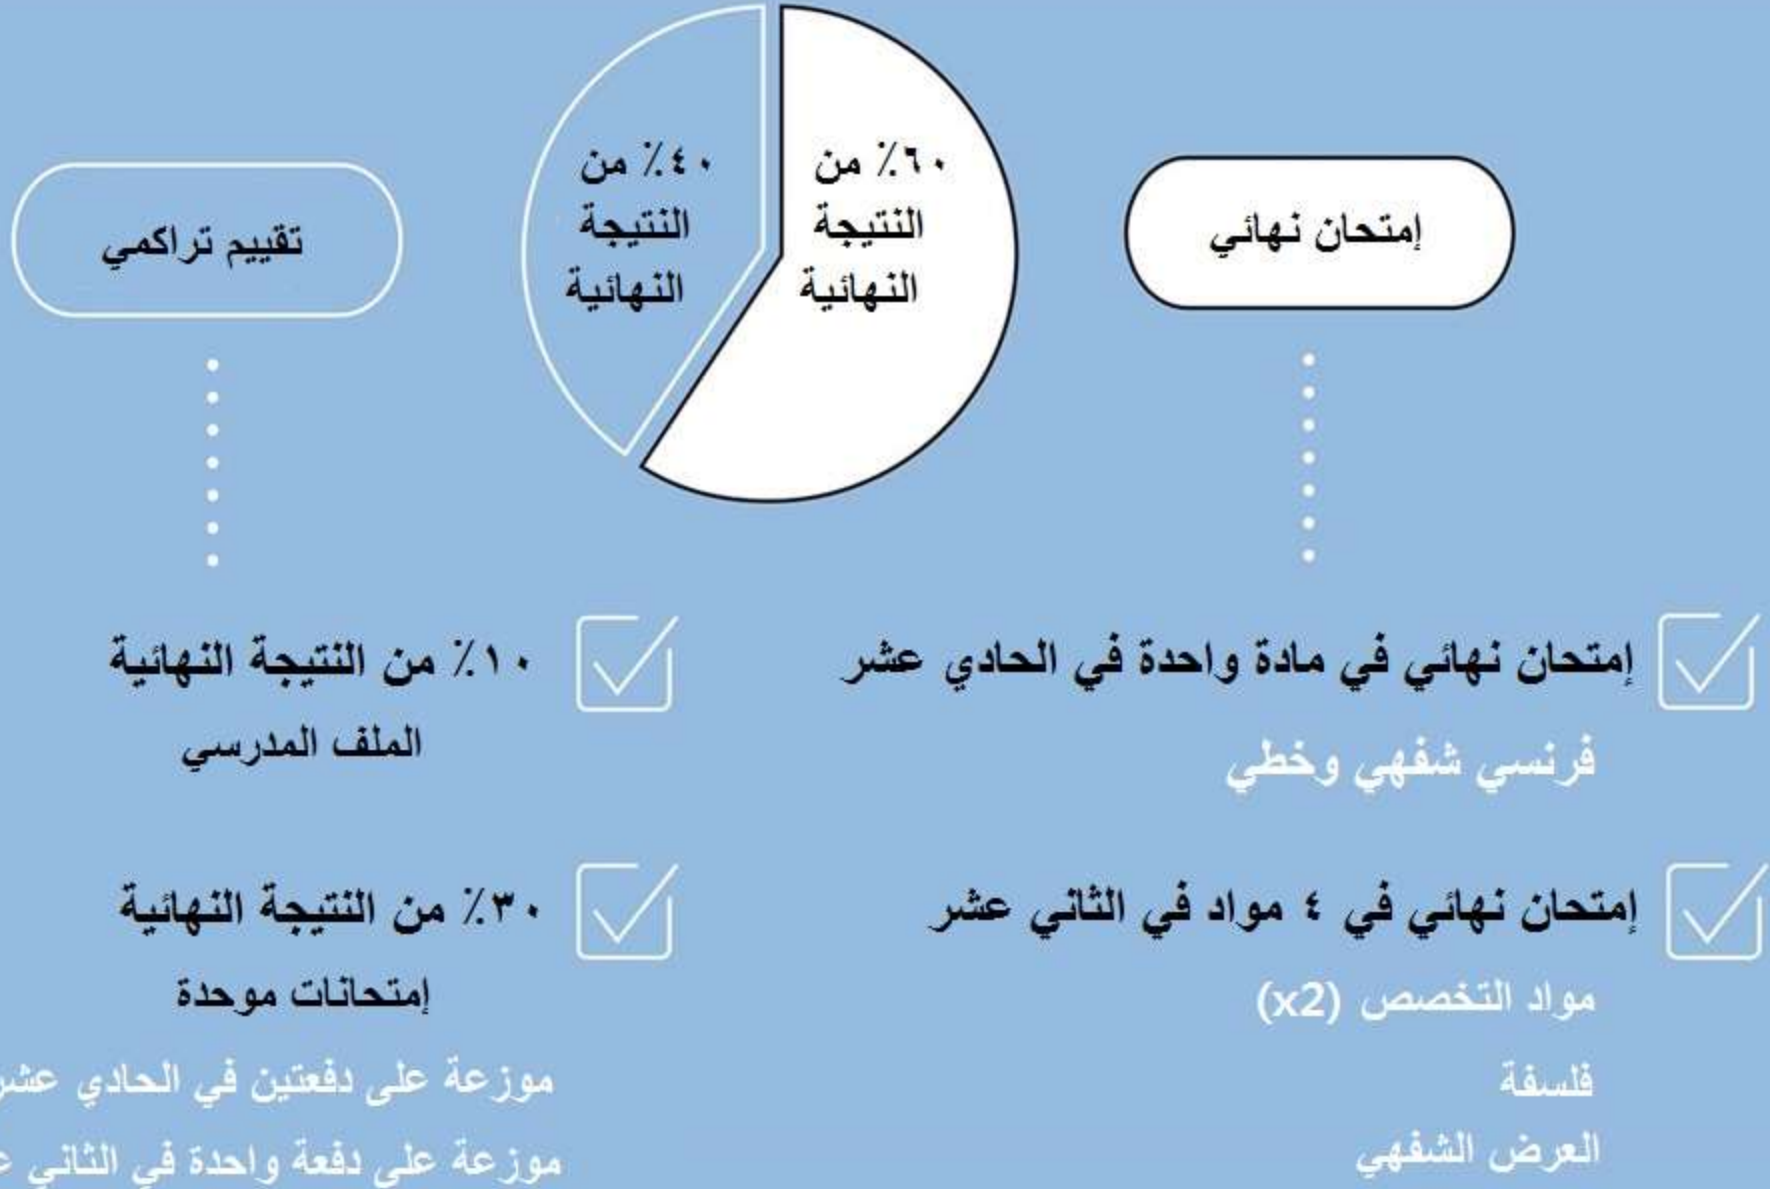 إمتحان نهائي
٦٠٪ من
النتيجة
النهائية
٤٠٪ من
النتيجة
النهائية
تقييم تراكمي
إمتحان نهائي في مادة واحدة في الحادي عشر
فرنسي شفهي وخطي
إمتحان نهائي في ٤ مواد في الثاني عشر
مواد التخصص (x2)
فلسفة
العرض الشفهي
١٠٪ من النتيجة النهائية
الملف المدرسي
٣٠٪ من النتيجة النهائية
إمتحانات موحدة
موزعة على دفعتين في الحادي عشر
موزعة على دفعة واحدة في الثاني